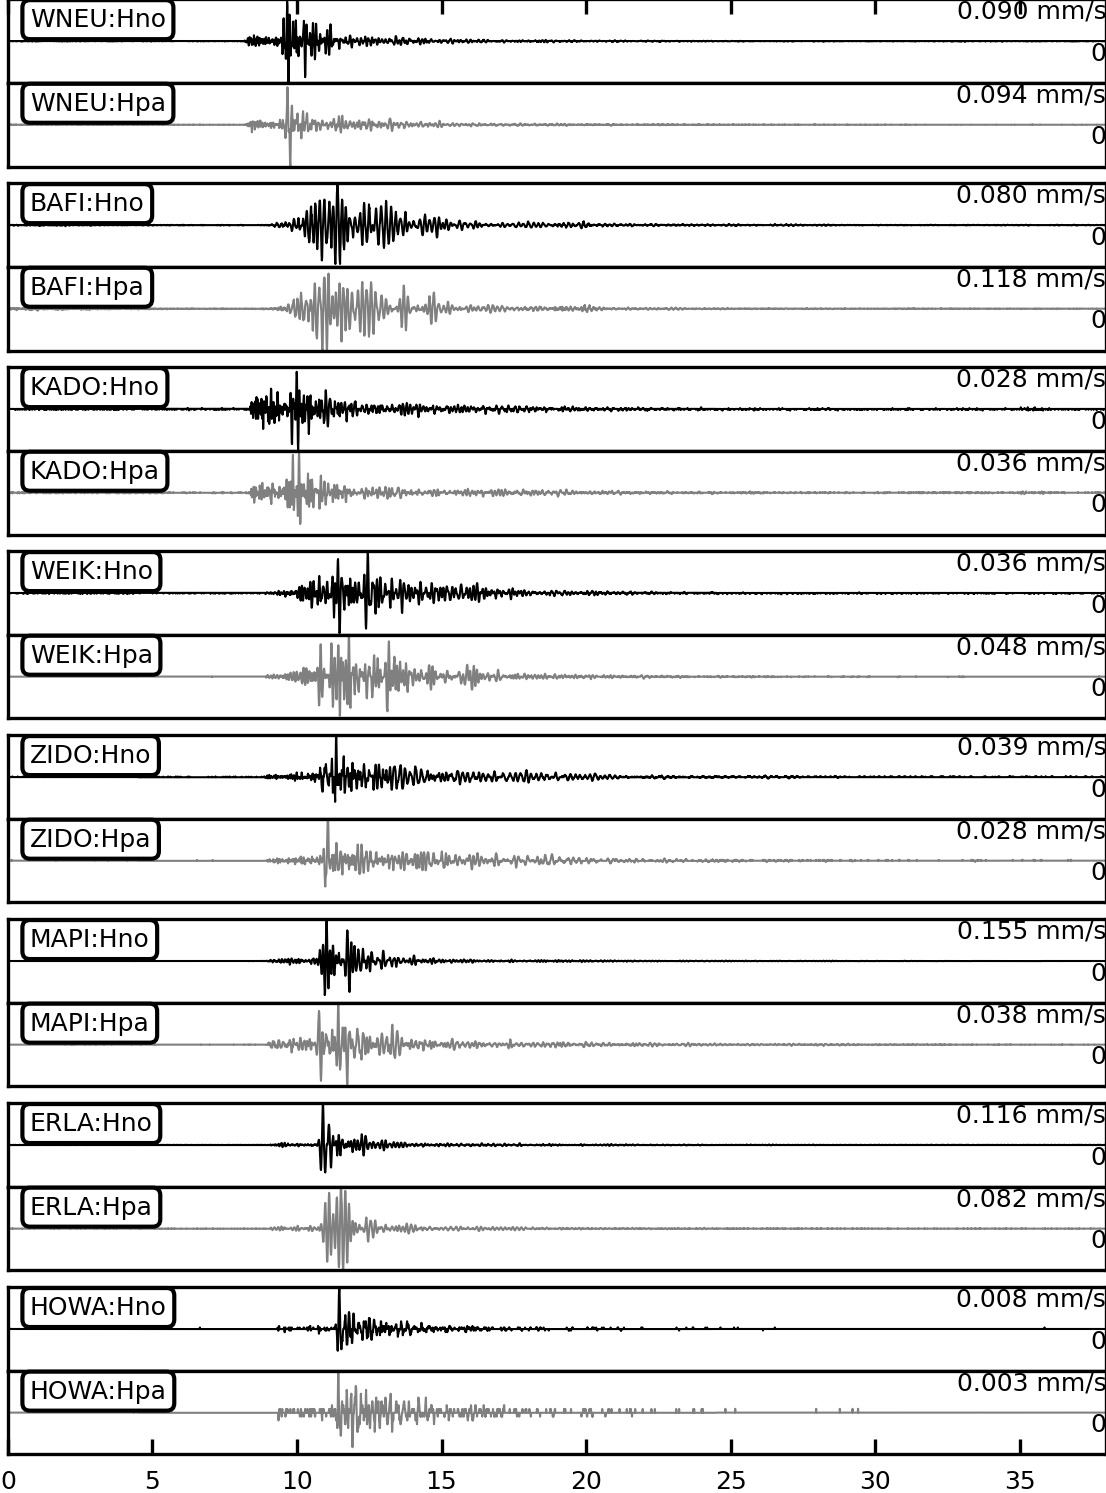 WNEU:Hno 0.090 mm/s
0
WNEU:Hpa 0.094 mm/s
0
BAFI:Hno 0.080 mm/s
0
BAFI:Hpa 0.118 mm/s
0
KADO:Hno 0.028 mm/s
0
KADO:Hpa 0.036 mm/s
0
WEIK:Hno 0.036 mm/s
0
WEIK:Hpa 0.048 mm/s
0
ZIDO:Hno 0.039 mm/s
0
ZIDO:Hpa 0.028 mm/s
0
MAPI:Hno 0.155 mm/s
0
MAPI:Hpa 0.038 mm/s
0
ERLA:Hno 0.116 mm/s
0
ERLA:Hpa 0.082 mm/s
0
HOWA:Hno 0.008 mm/s
0
HOWA:Hpa 0.003 mm/s
0
0 5 10 15 20 25 30 35